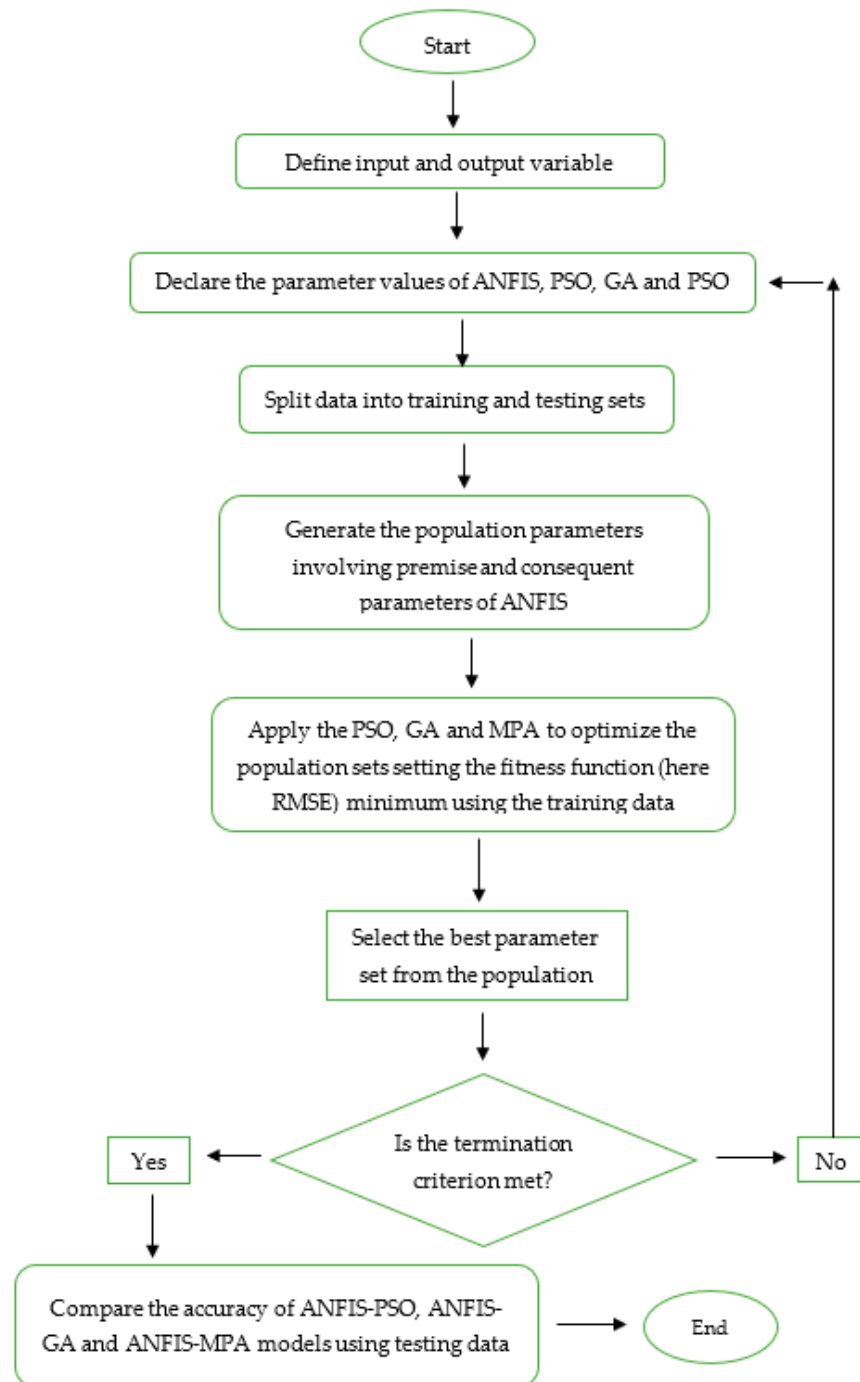 Start
Define input and output variable
Declare the parameter values of ANFIS, PSO, GA and PSO
Split data into training and testing sets
Generate the population parameters
involving premise and consequent
parameters of ANFIS
Apply the PSO, GA and MPA to optimize the
population sets setting the fitness function (here
RMSE) minimum using the training data
Select the best parameter
set from the population
Is the termination
criterion met?
Yes
No
Compare the accuracy of ANFIS-PSO, ANFIS-
GA and ANFIS-MPA models using testing data
End